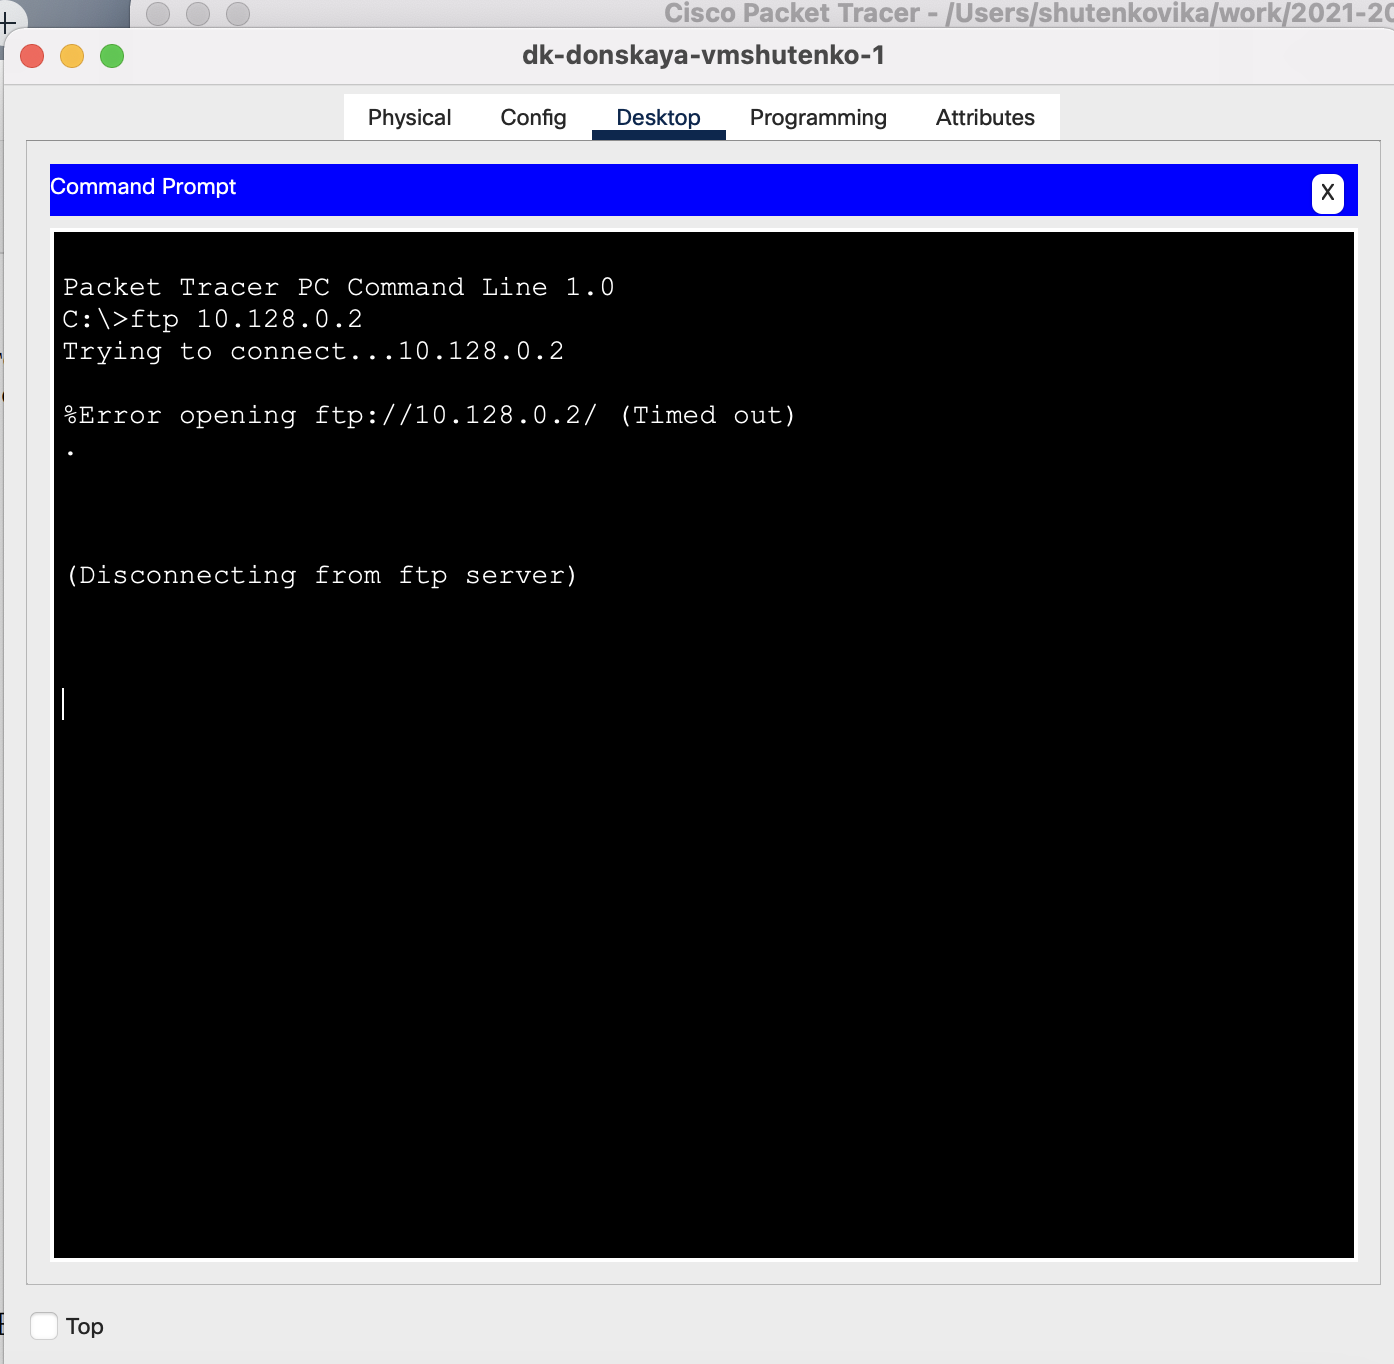 Cisco Packet Tracer - /Users/shutenkovika/work/2021-20
dk-donskaya-vmshutenko-1
Physical Config Desktop Programming Attributes
Command Prompt
X
Packet Tracer PC Command Line 1.0
C:\>ftp 10.128.0.2
Trying to connect...10.128.0.2
%Error opening ftp://10.128.0.2/ (Timed out)
.
(Disconnecting from ftp server)
Top